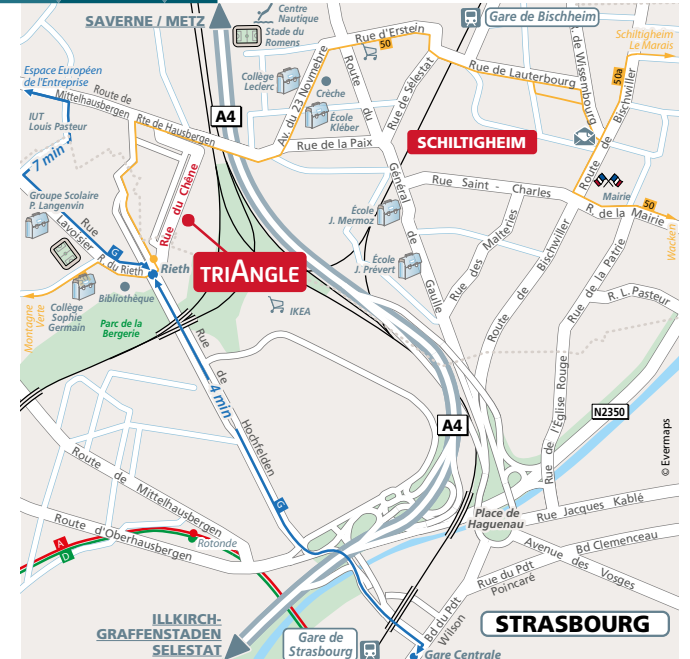 SAVERNE / METZ
Centre
Nautique
Stade du
Romens
Gare de Bischheim
Rue d'Erstein
50
Schiltigheim
Le Marais
Espace Européen
de l'Entreprise
Route de
Mittelhausbergen
Rte de Hausbergen
Collège
Leclerc
Av. du 23 Novmebre
Crèche
École
Kléber
Route du Général de Gaulle
Rue de Sélestat
Rue de Lauterbourg
R. de Wissembourg
50a
Route de Bischwiller
A4
IUT
Louis Pasteur
7 min
Rue de la Paix
SCHILTIGHEIM
Rue Saint - Charles
Mairie
50
R. de la Mairie
Wacken
Groupe Scolaire
P. Langevin
Rue Lavoisier
G
R. du Rieth
Rieth
Rue du Chêne
TRIANGLE
École
J. Mermoz
École
J. Prévert
Rue des Malteries
Route de Bischwiller
Rue de la Patrie
R. L. Pasteur
Bibliothèque
IKEA
Montagne
Verte
Collège
Sophie
Germain
Parc de la
Bergerie
Rue de Hochfelden
4 min
G
A4
N2350
Rue de l'Église Rouge
© Evermaps
Route de Mittelhausbergen
Route d'Oberhausbergen
A
D
Rotonde
Place de
Haguenau
Rue Jacques Kablé
Bd Clemenceau
Avenue des Vosges
Rue du Pdt
Poincaré
Bd du Pdt
Wilson
STRASBOURG
ILLKIRCH-
GRAFFENSTADEN
SELESTAT
Gare de
Strasbourg
Gare Centrale